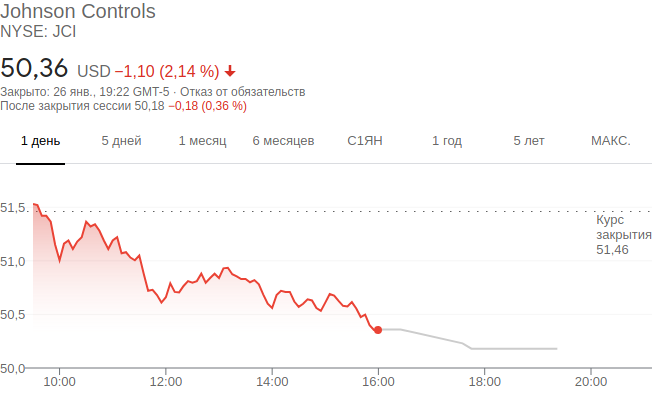 Johnson Controls
NYSE: JCI
50,36 USD −1,10 (2,14 %)
Закрыто: 26 янв., 19:22 GMT-5 · Отказ от обязательств
После закрытия сессии 50,18 −0,18 (0,36 %)
1 день 5 дней 1 месяц 6 месяцев С1ЯН 1 год 5 лет МАКС.
51,5
Курс
закрытия
51,46
51,0
50,5
50,0
10:00 12:00 14:00 16:00 18:00 20:00